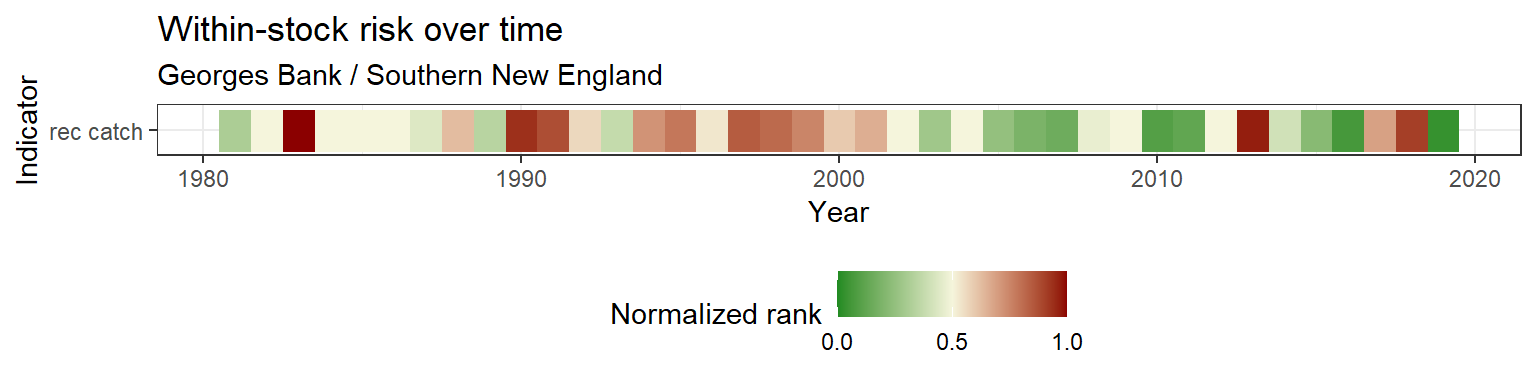 Within-stock risk over time
Georges Bank / Southern New England
Indicator
rec catch
1980 1990 2000 2010 2020
Year
Normalized rank
0.0 0.5 1.0